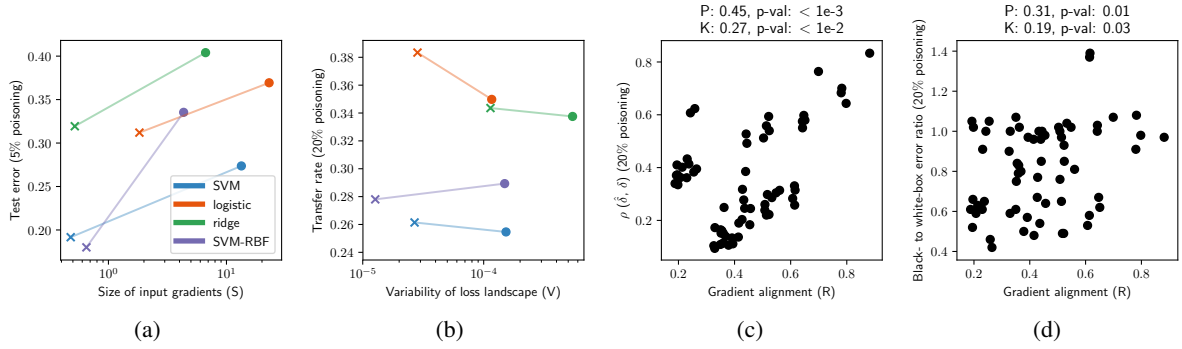 0.40
0.35
0.30
0.25
0.20
Test error (5% poisoning)
10⁰
10¹
Size of input gradients (S)
SVM
logistic
ridge
SVM-RBF
(a)
0.38
0.36
0.34
0.32
0.30
0.28
0.26
0.24
Transfer rate (20% poisoning)
10⁻⁵
10⁻⁴
Variability of loss landscape (V)
(b)
P: 0.45, p-val: < 1e-3
K: 0.27, p-val: < 1e-2
0.8
0.6
0.4
0.2
ρ (δ̂, δ) (20% poisoning)
0.2 0.4 0.6 0.8
Gradient alignment (R)
(c)
P: 0.31, p-val: 0.01
K: 0.19, p-val: 0.03
1.4
1.2
1.0
0.8
0.6
0.4
Black- to white-box error ratio (20% poisoning)
0.2 0.4 0.6 0.8
Gradient alignment (R)
(d)